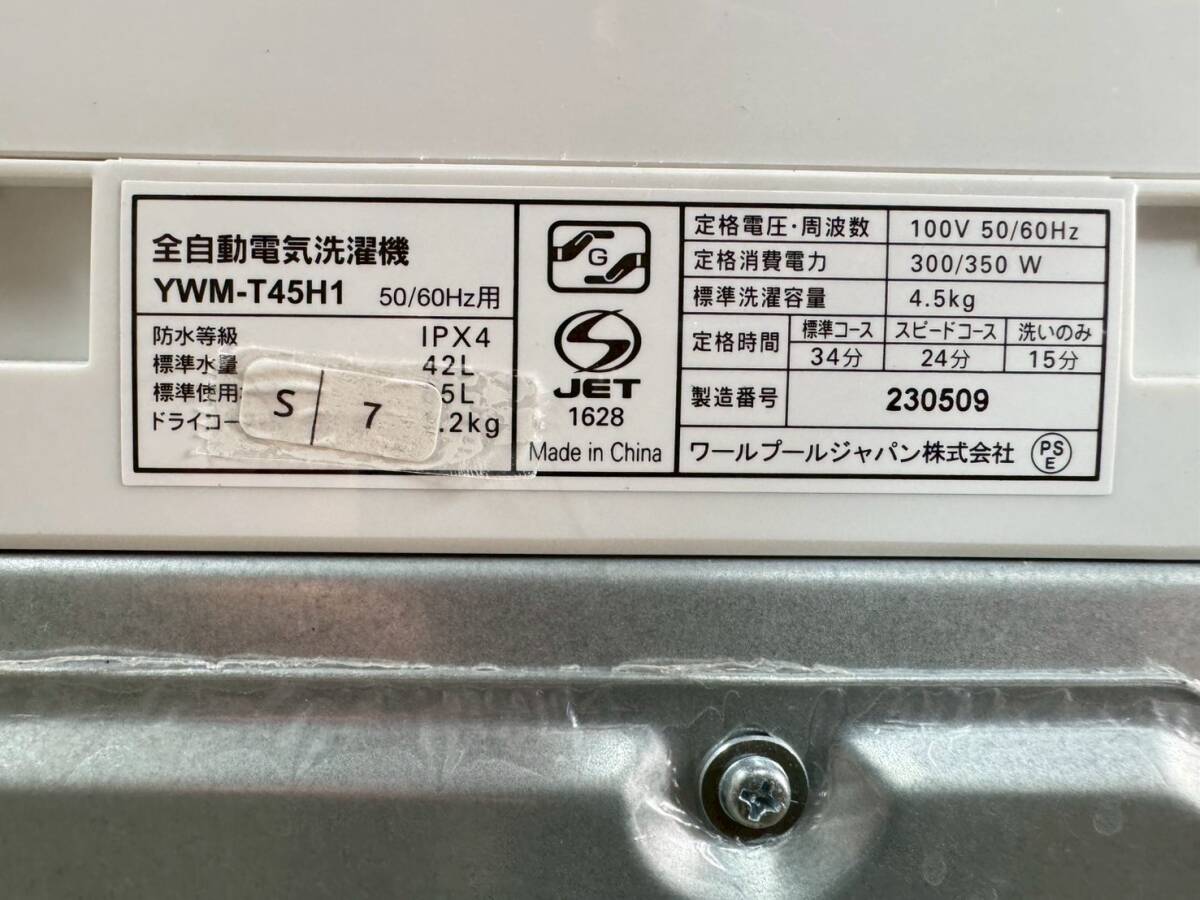 全自動電気洗濯機
YWM-T45H1 50/60Hz用
防水等級 IPX4
標準水量 42L
標準使用 5L
ドライコー .2kg
S/7
G
S
JET
1628
Made in China
定格電圧・周波数 100V 50/60Hz
定格消費電力 300/350 W
標準洗濯容量 4.5kg
定格時間 標準コース スピードコース 洗いのみ
34分 24分 15分
製造番号 230509
ワールプールジャパン株式会社 PSE